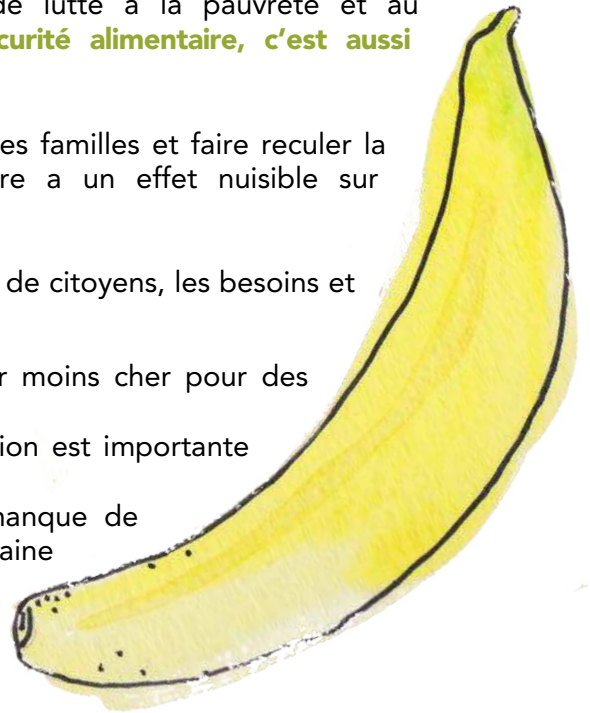 de lutte à la pauvreté et au
curité alimentaire, c’est aussi
es familles et faire reculer la
re a un effet nuisible sur
de citoyens, les besoins et
r moins cher pour des
ion est importante
manque de
aine